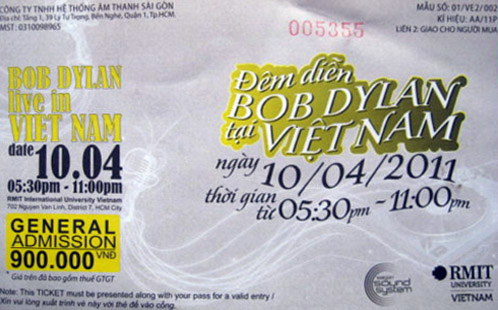 CÔNG TY TNHH HỆ THỐNG ÂM THANH SÀI GÒN
Địa chỉ: Tầng 1, 39 Lý Tự Trọng, Bến Nghé, Quận 1, Tp.HCM.
MST: 0310098965
MẪU SỐ: 01/VE2/002
KÍ HIỆU: AA/11P
LIÊN 2: GIAO CHO NGƯỜI MUA
005355
BOB DYLAN
live in
VIET NAM
date 10.04
05:30pm - 11:00pm
RMIT International University Vietnam
702 Nguyen Van Linh, District 7, HCM City
GENERAL
ADMISSION
900.000 VNĐ
* Giá trên đã bao gồm thuế GTGT
Đêm diễn
BOB DYLAN
tại VIỆT NAM
ngày 10/04/2011
thời gian
từ 05:30pm - 11:00pm
saigon
sound
system
RMIT
UNIVERSITY
VIETNAM
Note: This TICKET must be presented along with your pass for a valid entry /
Xin vui lòng xuất trình vé này với thẻ để vào cổng.